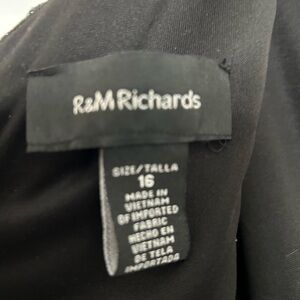 R&M Richards
SIZE/TALLA
16
MADE IN
VIETNAM
OF IMPORTED
FABRIC
HECHO EN
VIETNAM
DE TELA
IMPORTADA